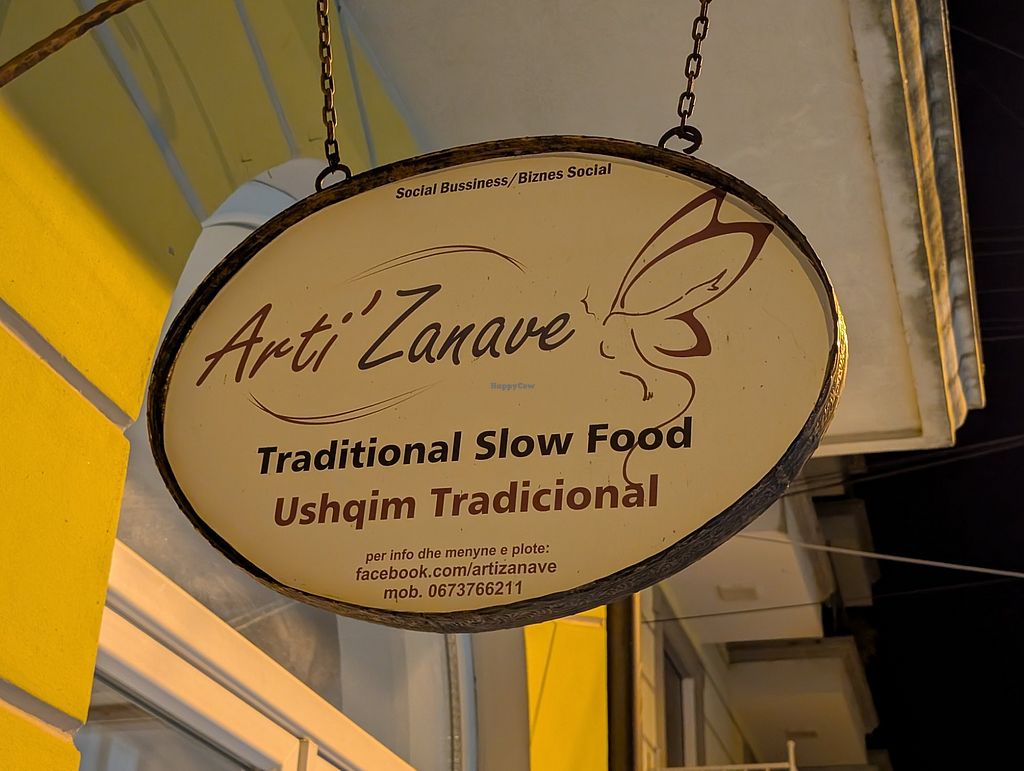 Social Bussiness/Biznes Social
Arti'Zanave
HappyCow
Traditional Slow Food
Ushqim Tradicional
per info dhe menyne e plote:
facebook.com/artizanave
mob. 0673766211